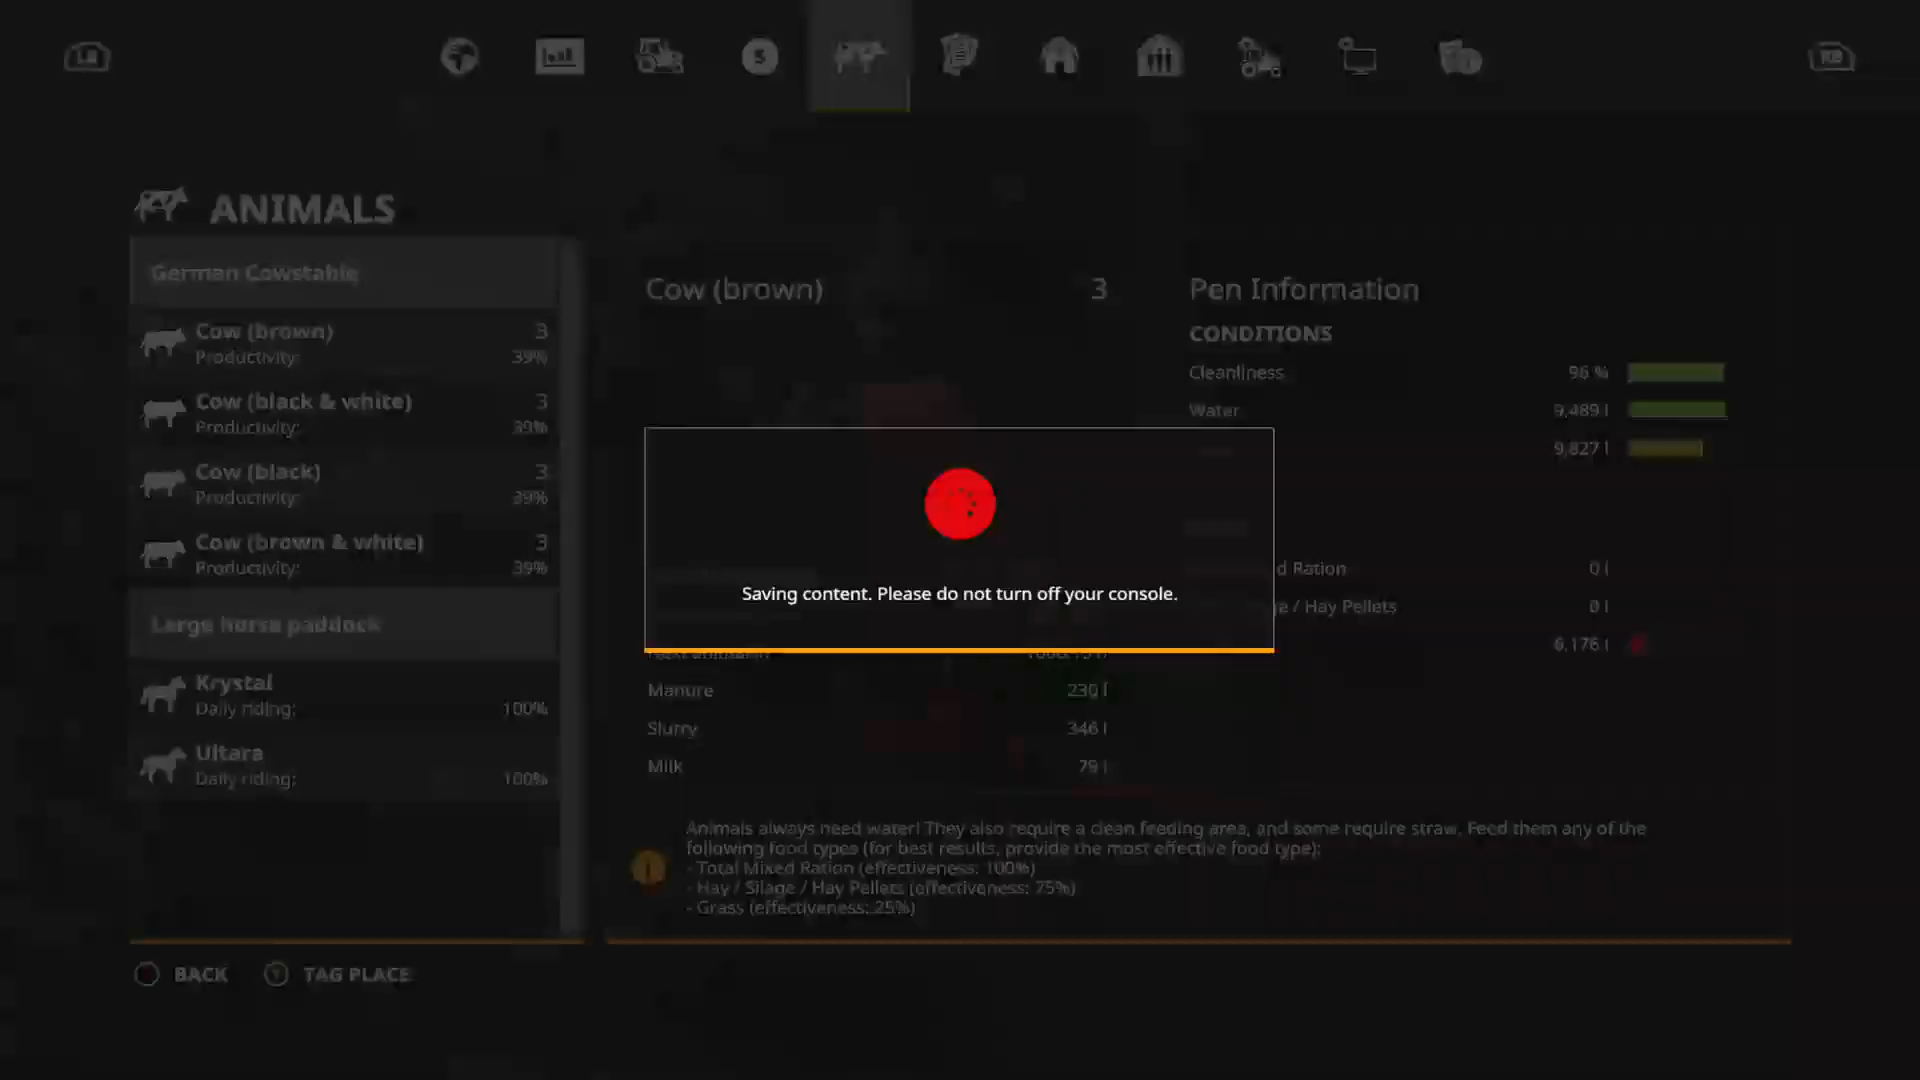 LB
RB
ANIMALS
German Cowstable
Cow (brown) 3
Productivity: 39%
Cow (black & white) 3
Productivity: 39%
Cow (black) 3
Productivity: 39%
Cow (brown & white) 3
Productivity: 39%
Large horse paddock
Krystal
Daily riding: 100%
Ultara
Daily riding: 100%
Cow (brown) 3
Manure 230 l
Slurry 346 l
Milk 79 l
Pen Information
CONDITIONS
Cleanliness 96 %
Water 9,489 l
9,827 l
d Ration 0 l
ge / Hay Pellets 0 l
6,176 l
Saving content. Please do not turn off your console.
Animals always need water! They also require a clean feeding area, and some require straw. Feed them any of the
following food types (for best results, provide the most effective food type):
- Total Mixed Ration (effectiveness: 100%)
- Hay / Silage / Hay Pellets (effectiveness: 75%)
- Grass (effectiveness: 25%)
BACK
Y TAG PLACE